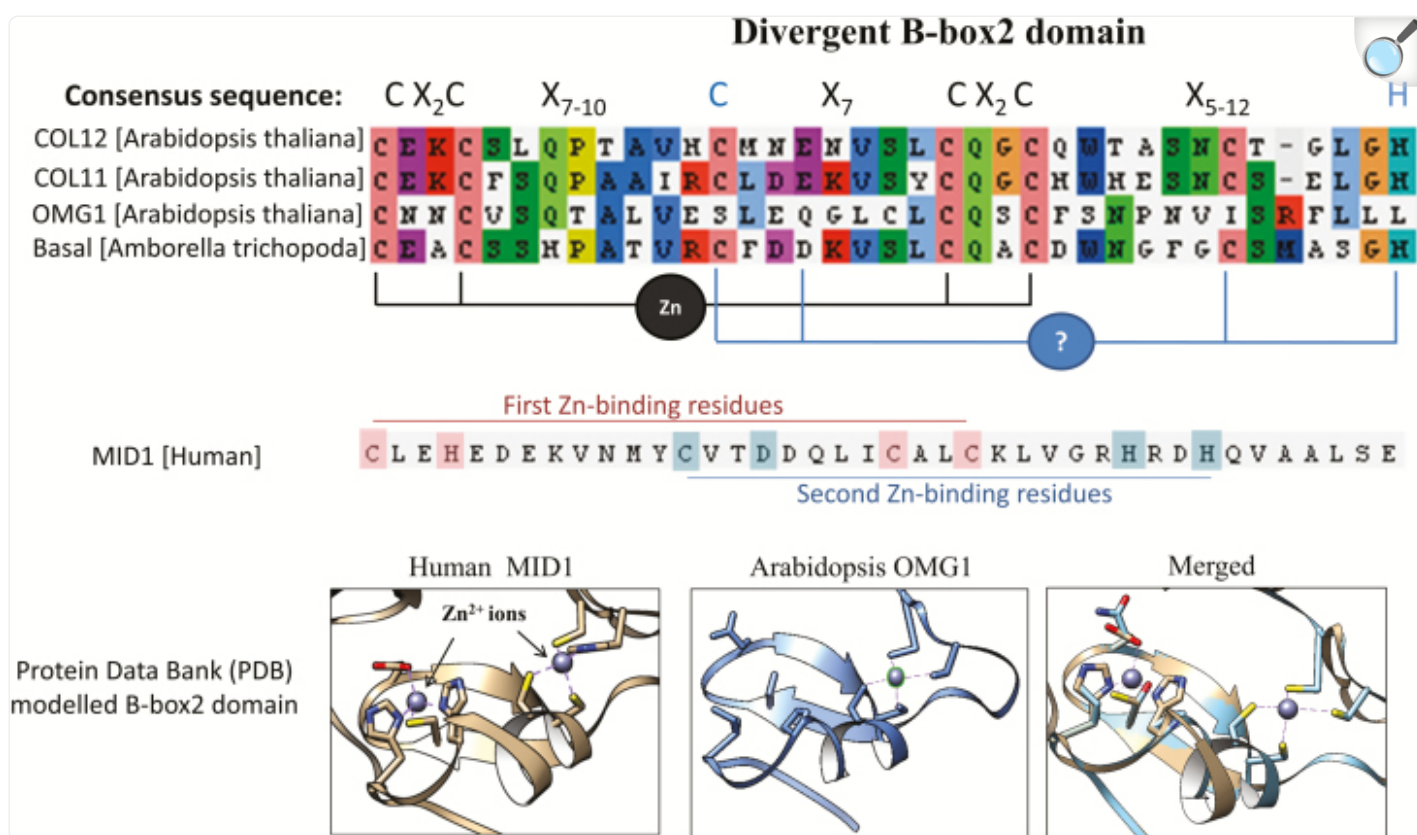 Divergent B-box2 domain
Consensus sequence: C X2C X7-10 C X7 C X2 C X5-12 H
COL12 [Arabidopsis thaliana] C E K C S L Q P T A V H C M N E N V S L C Q G C Q W T A S N C T - G L G H
COL11 [Arabidopsis thaliana] C E K C F S Q P A A I R C L D E K V S Y C Q G C H W H E S N C S - E L G H
OMG1 [Arabidopsis thaliana] C N N C V S Q T A L V E S L E Q G L C L C Q S C F S N P N V I S R F L L L
Basal [Amborella trichopoda] C E A C S S H P A T V R C F D D K V S L C Q A C D W N G F G C S M A S G H
Zn
?
First Zn-binding residues
MID1 [Human] C L E H E D E K V N M Y C V T D D Q L I C A L C K L V G R H R D H Q V A A L S E
Second Zn-binding residues
Human MID1 Arabidopsis OMG1 Merged
Zn2+ ions
Protein Data Bank (PDB)
modelled B-box2 domain